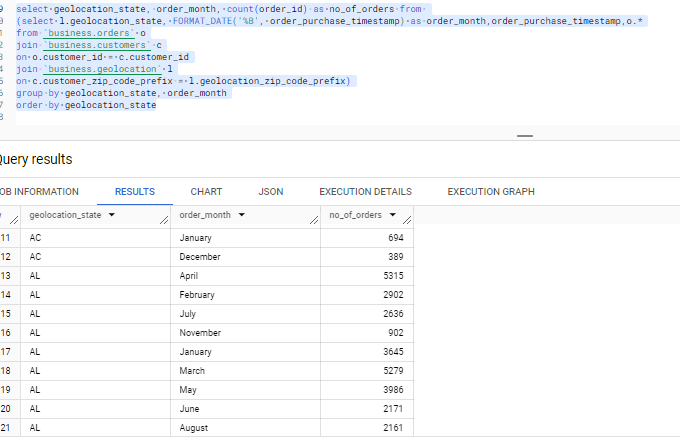 select geolocation_state, order_month, count(order_id) as no_of_orders from
(select l.geolocation_state, FORMAT_DATE('%B', order_purchase_timestamp) as order_month,order_purchase_timestamp,o.*
from `business.orders` o
join `business.customers` c
on o.customer_id = c.customer_id
join `business.geolocation` l
on c.customer_zip_code_prefix = l.geolocation_zip_code_prefix)
group by geolocation_state, order_month
order by geolocation_state
Query results
OB INFORMATION RESULTS CHART JSON EXECUTION DETAILS EXECUTION GRAPH
geolocation_state order_month no_of_orders
11 AC January 694
12 AC December 389
13 AL April 5315
14 AL February 2902
15 AL July 2636
16 AL November 902
17 AL January 3645
18 AL March 5279
19 AL May 3986
20 AL June 2171
21 AL August 2161